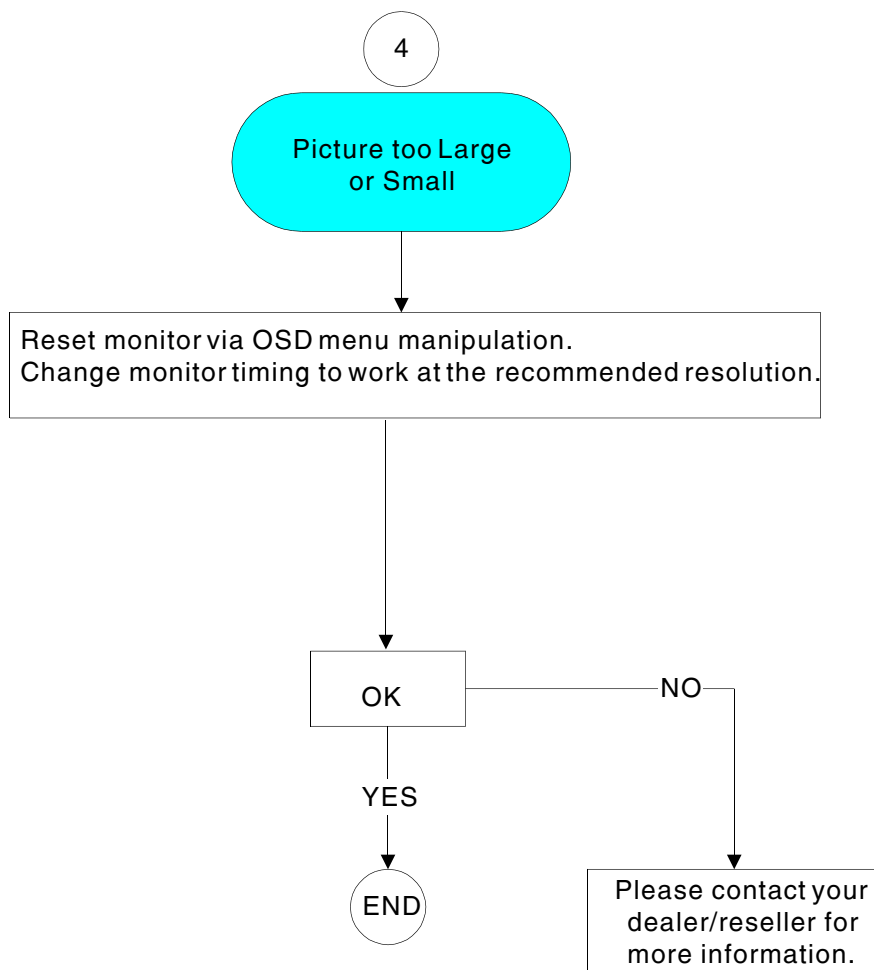 4
Picture too Large
or Small
Reset monitor via OSD menu manipulation.
Change monitor timing to work at the recommended resolution.
OK
NO
YES
END
Please contact your
dealer/reseller for
more information.